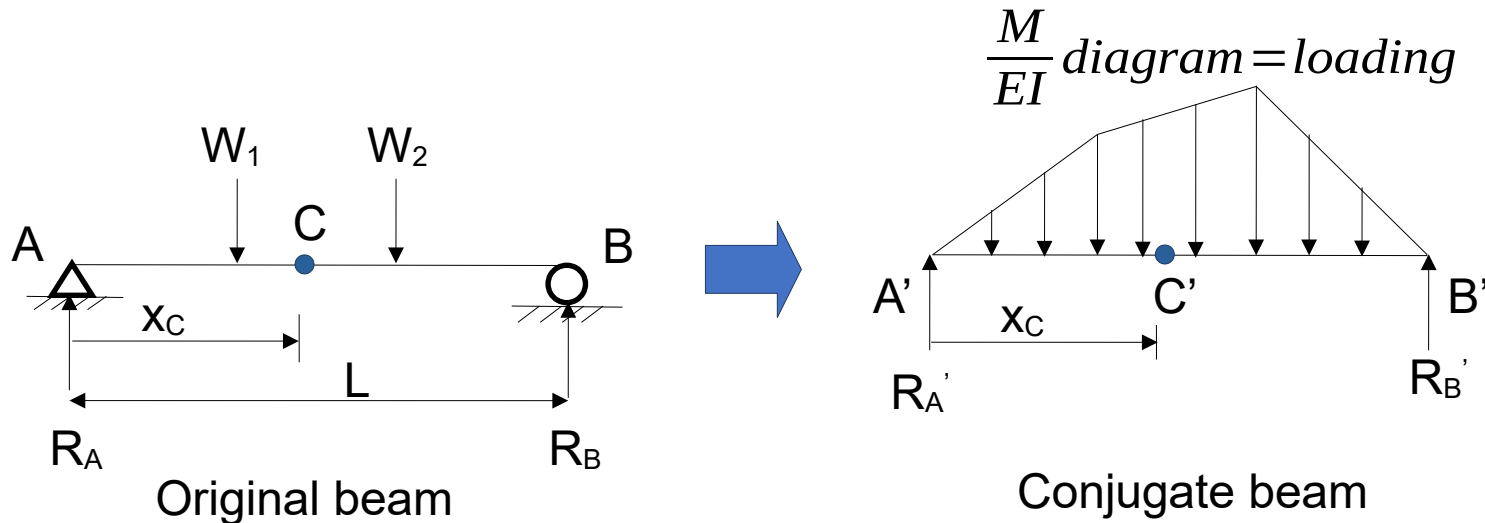 M
EI diagram=loading
W1 W2
A C B
xC
L
RA RB
Original beam
A’ C’ B’
xC
RA’ RB’
Conjugate beam